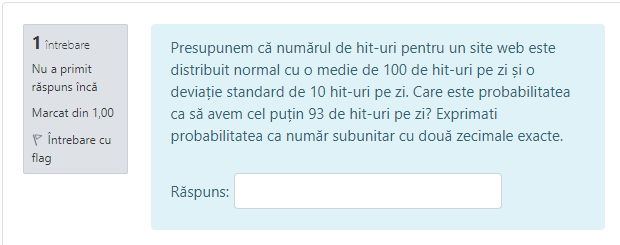 1 întrebare
Nu a primit
răspuns încă
Marcat din 1,00
Întrebare cu
flag
Presupunem că numărul de hit-uri pentru un site web este
distribuit normal cu o medie de 100 de hit-uri pe zi și o
deviație standard de 10 hit-uri pe zi. Care este probabilitatea
ca să avem cel puțin 93 de hit-uri pe zi? Exprimati
probabilitatea ca număr subunitar cu două zecimale exacte.
Răspuns: